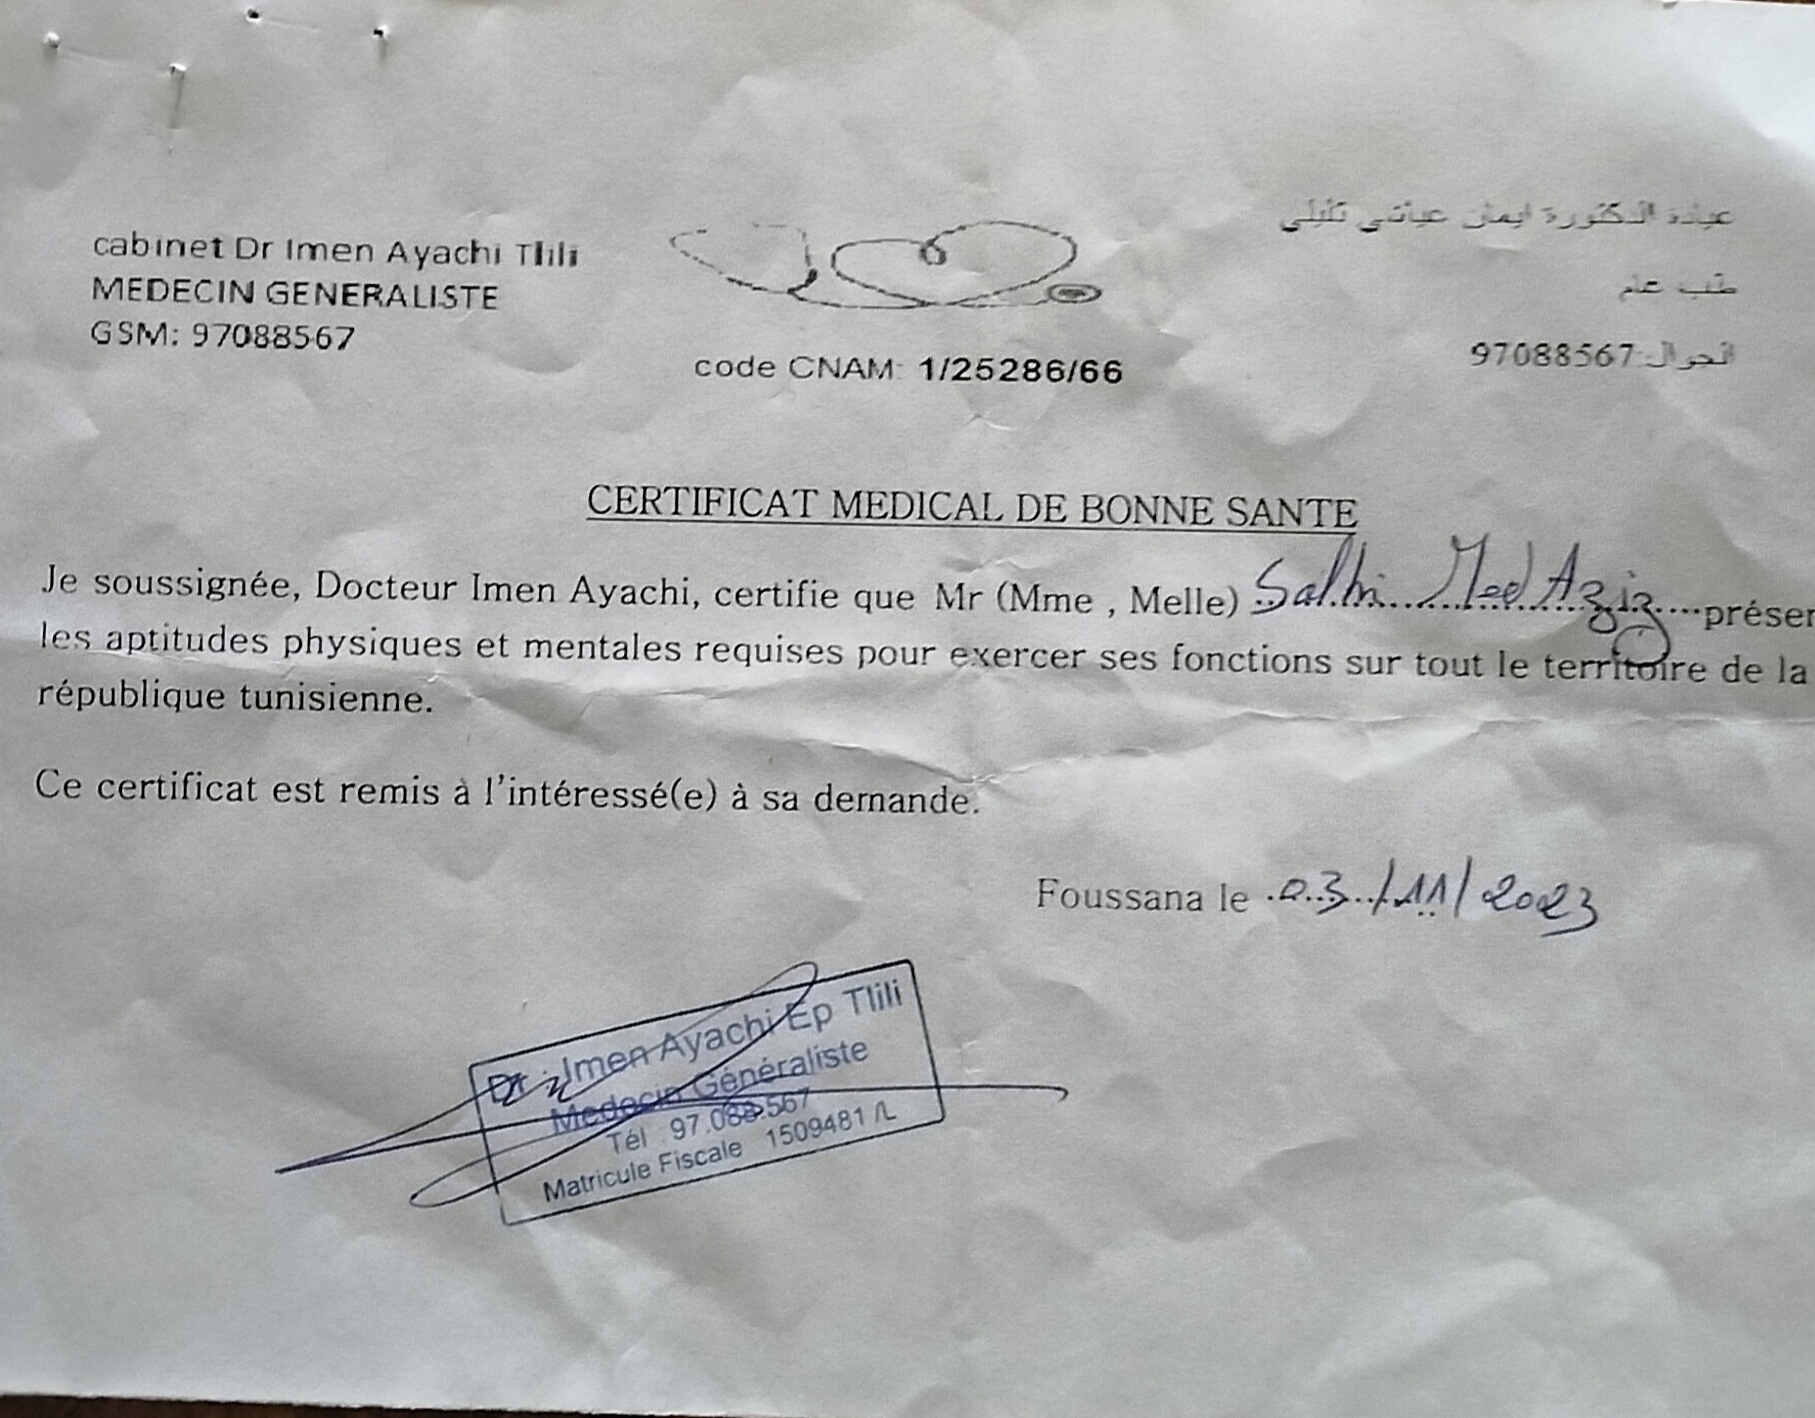 cabinet Dr Imen Ayachi Tlili
MEDECIN GENERALISTE
GSM: 97088567
code CNAM: 1/25286/66
عيادة الدكتورة ايمان عياشي تليلي
طب عام
الجوال: 97088567
CERTIFICAT MEDICAL DE BONNE SANTE
Je soussignée, Docteur Imen Ayachi, certifie que Mr (Mme , Melle) Salhi Med Aziz présen
les aptitudes physiques et mentales requises pour exercer ses fonctions sur tout le territoire de la
république tunisienne.
Ce certificat est remis à l'intéressé(e) à sa demande.
Foussana le 03/11/2023
Dr : Imen Ayachi Ep Tlili
Medecin Généraliste
Tél : 97.088.567
Matricule Fiscale 1509481 /L